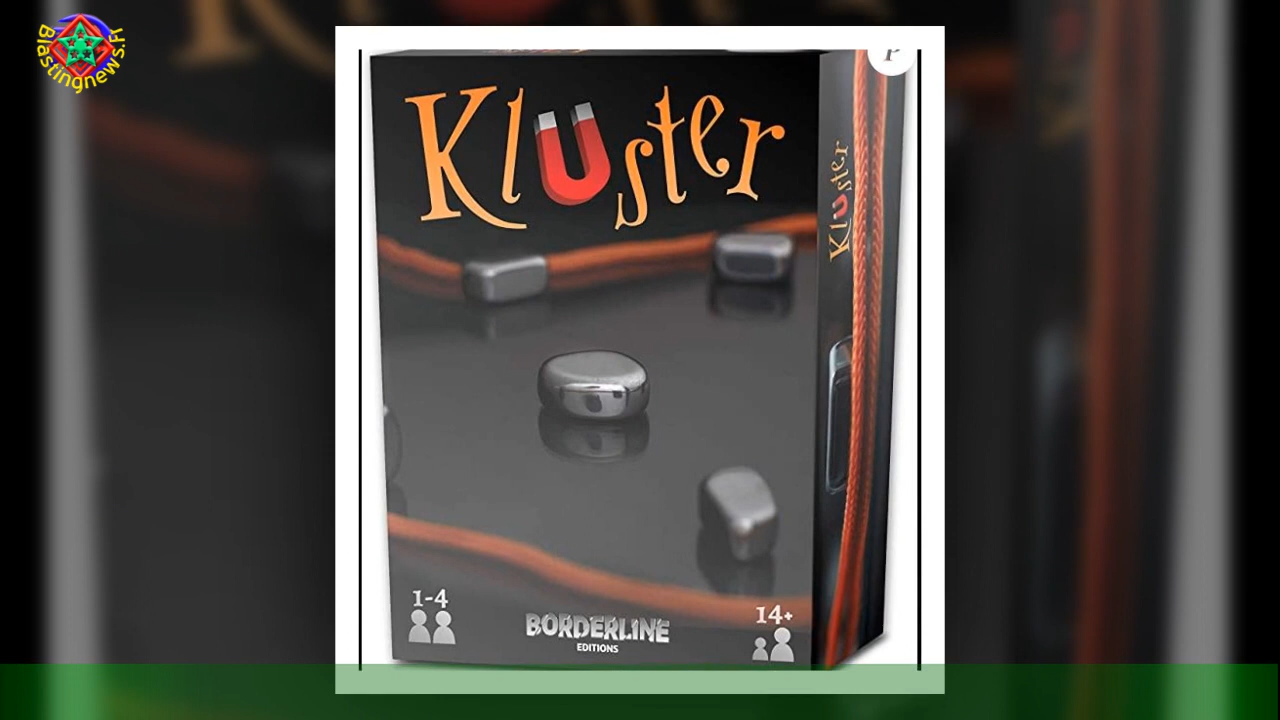 Blastingnews.fr
P
Kluster
Kluster
1-4
14+
BORDERLINE
EDITIONS